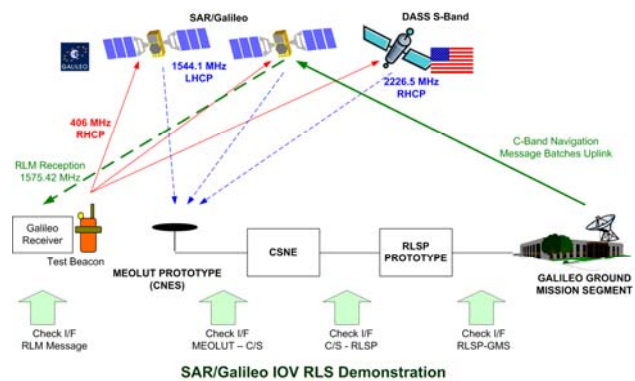 SAR/Galileo
DASS S-Band
GALILEO
1544.1 MHz
LHCP
2226.5 MHz
RHCP
406 MHz
RHCP
C-Band Navigation
Message Batches Uplink
RLM Reception
1575.42 MHz
Galileo
Receiver
Test Beacon
MEOLUT PROTOTYPE
(CNES)
CSNE
RLSP
PROTOTYPE
GALILEO GROUND
MISSION SEGMENT
Check I/F
RLM Message
Check I/F
MEOLUT – C/S
Check I/F
C/S - RLSP
Check I/F
RLSP-GMS
SAR/Galileo IOV RLS Demonstration